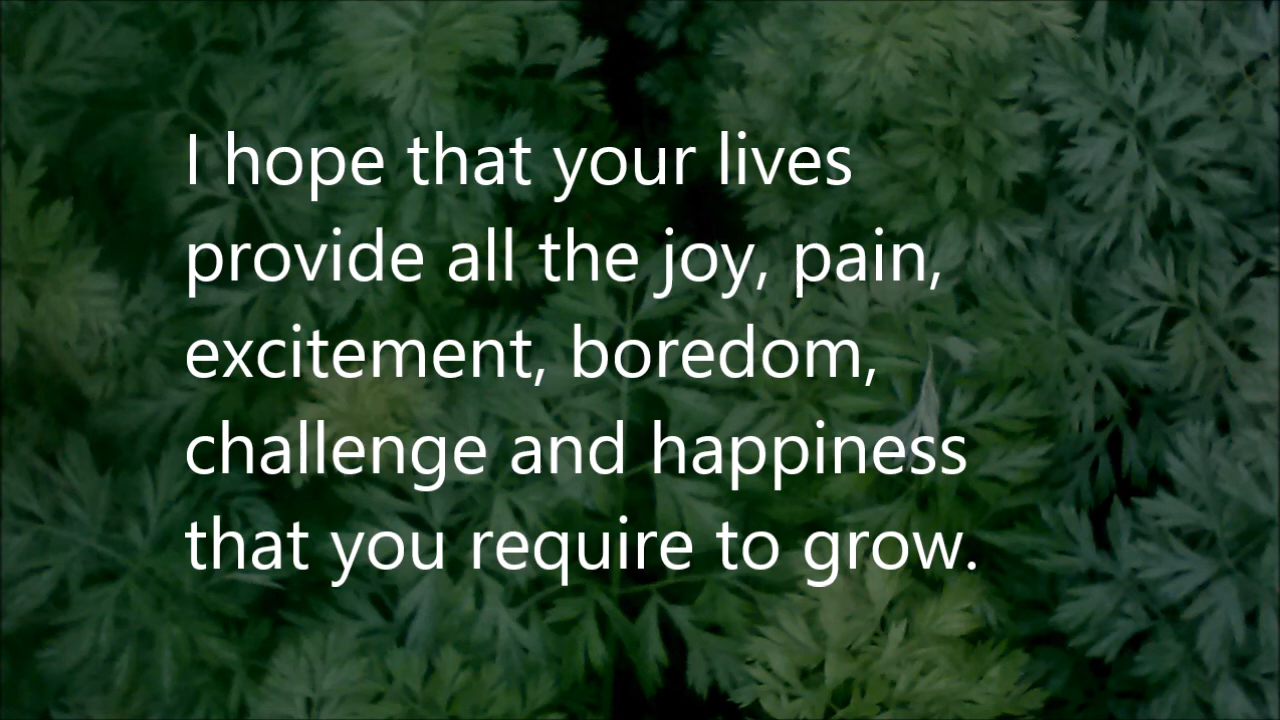 I hope that your lives
provide all the joy, pain,
excitement, boredom,
challenge and happiness
that you require to grow.